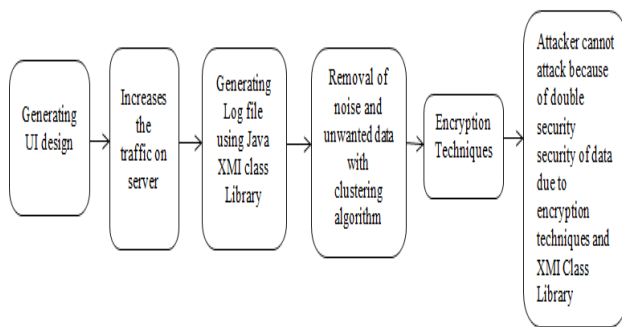 Generating
UI design
Increases
the
traffic on
server
Generating
Log file
using Java
XMI class
Library
Removal of
noise and
unwanted data
with
clustering
algorithm
Encryption
Techniques
Attacker cannot
attack because
of double
security
security of data
due to
encryption
techniques and
XMI Class
Library